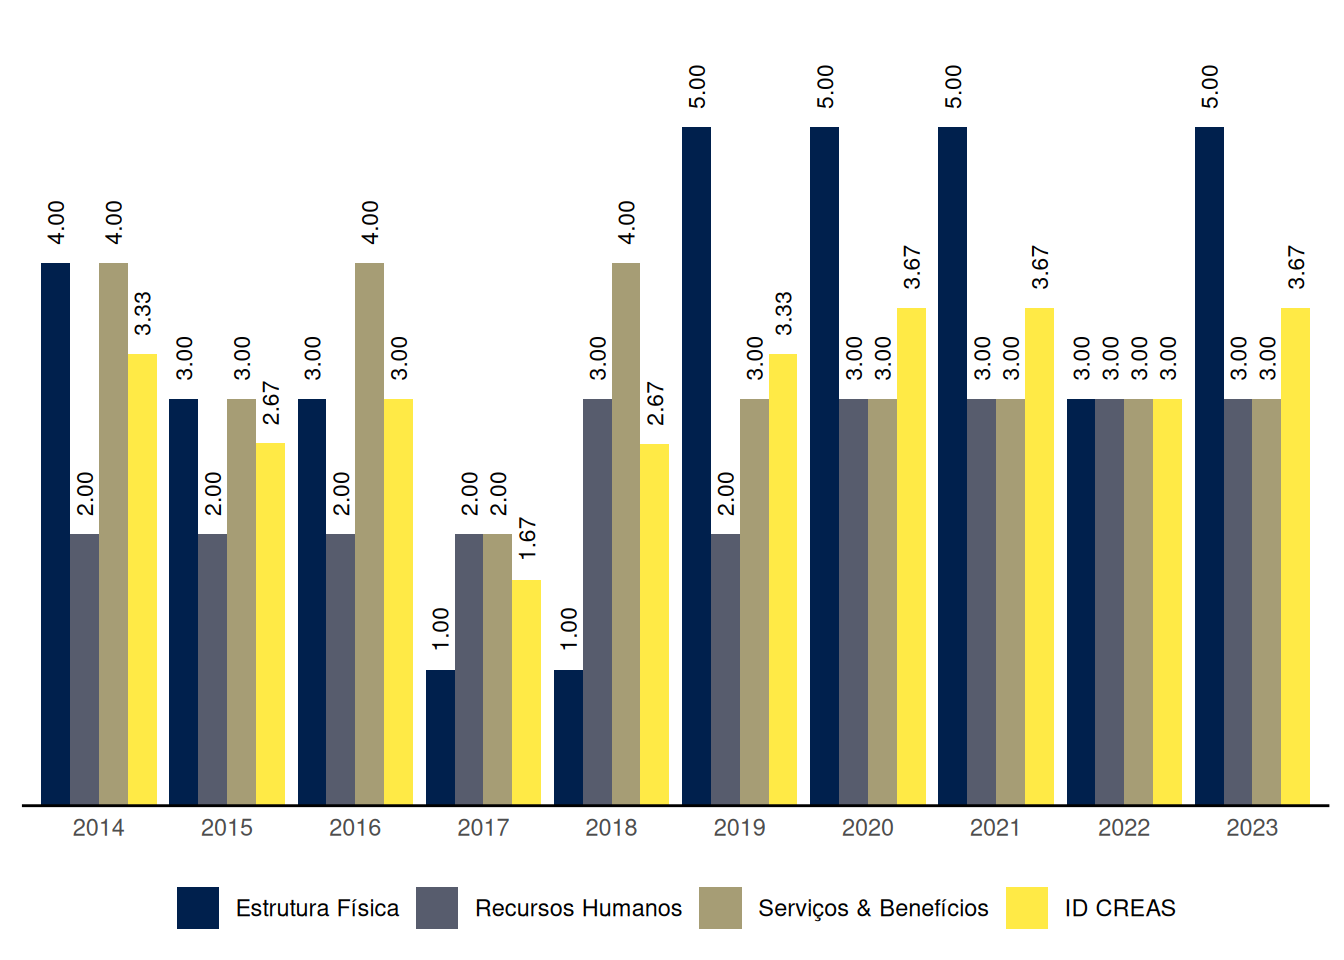 4.00 2.00 4.00 3.33
3.00 2.00 3.00 2.67
3.00 2.00 4.00 3.00
1.00 2.00 2.00 1.67
1.00 3.00 4.00 2.67
5.00 2.00 3.00 3.33
5.00 3.00 3.00 3.67
5.00 3.00 3.00 3.67
3.00 3.00 3.00 3.00
5.00 3.00 3.00 3.67
2014 2015 2016 2017 2018 2019 2020 2021 2022 2023
Estrutura Física Recursos Humanos Serviços & Benefícios ID CREAS